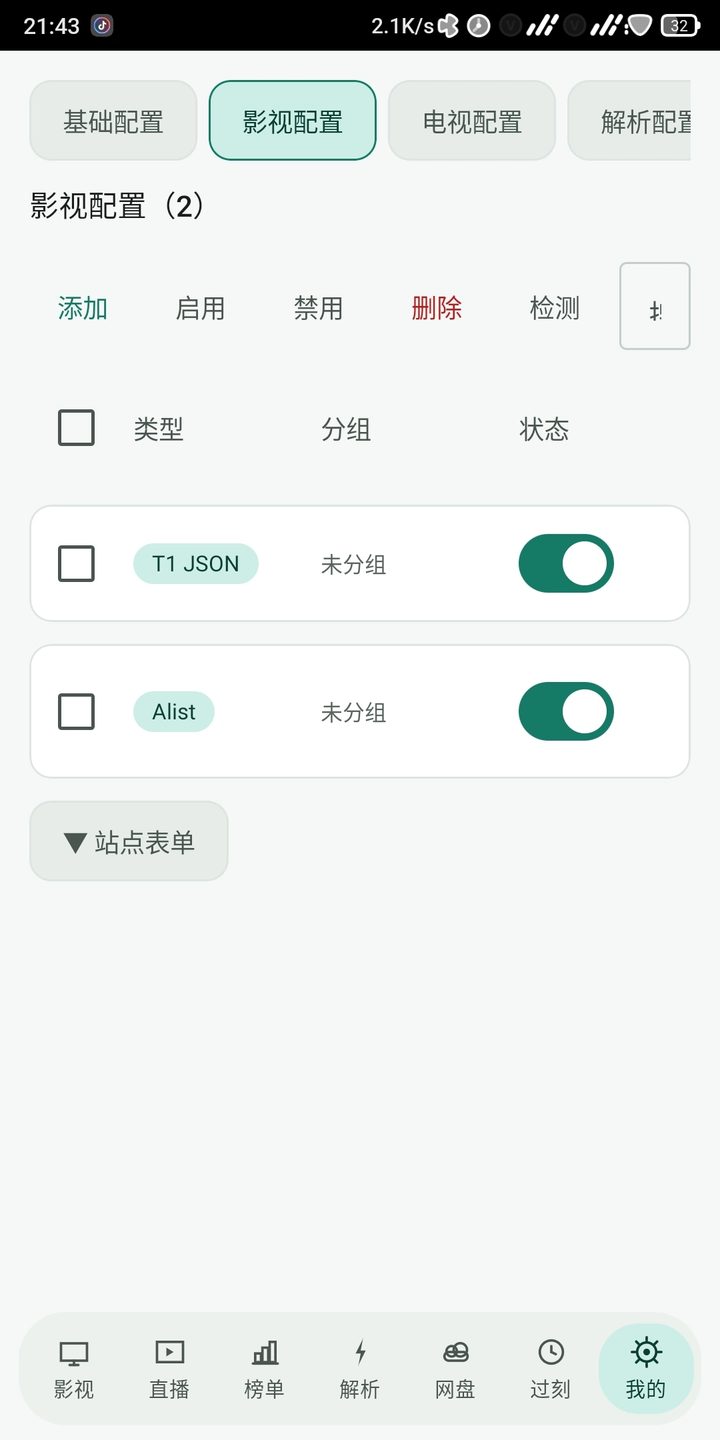 21:43 2.1K/s 32
基础配置 影视配置 电视配置 解析配置
影视配置（2）
添加 启用 禁用 删除 检测
类型 分组 状态
T1 JSON 未分组
Alist 未分组
▼ 站点表单
影视 直播 榜单 解析 网盘 过刻 我的